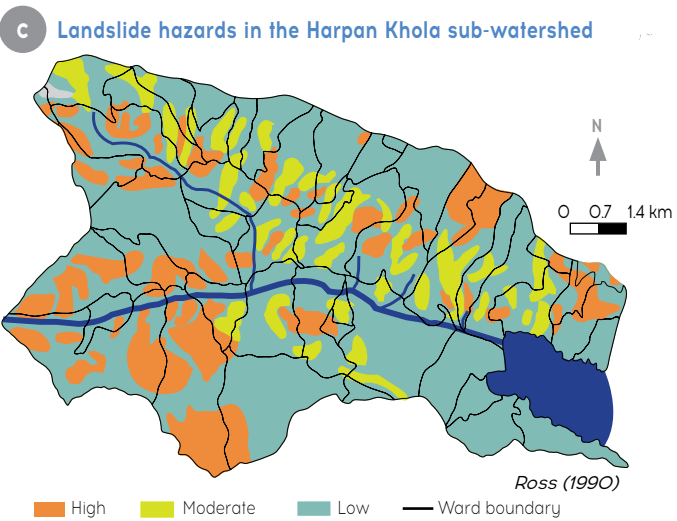 C Landslide hazards in the Harpan Khola sub-watershed
N
0 0.7 1.4 km
Ross (1990)
High Moderate Low Ward boundary